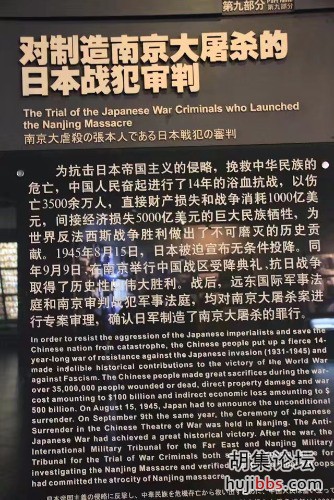 第九部分
对制造南京大屠杀的
日本战犯审判
The Trial of the Japanese War Criminals who Launched
the Nanjing Massacre
南京大虐殺の張本人である日本戦犯の審判
为抗击日本帝国主义的侵略，挽救中华民族的
危亡，中国人民奋起进行了14年的浴血抗战，以伤
亡3500余万人，直接财产损失和战争消耗1000亿美
元，间接经济损失5000亿美元的巨大民族牺牲，为
世界反法西斯战争胜利做出了不可磨灭的历史贡
献。1945年8月15日，日本被迫宣布无条件投降。同
年9月9日，在南京举行中国战区受降典礼，抗日战争
取得了历史性的伟大胜利。战后，远东国际军事法
庭和南京审判战犯军事法庭，均对南京大屠杀案进
行专案审理，确认日军制造了南京大屠杀的罪行。
In order to resist the aggression of the Japanese imperialists and save the
Chinese nation from catastrophe, the Chinese people put up a fierce 14-
year-long war of resistance against the Japanese invasion (1931-1945) and
made indelible historical contributions to the victory of the World War
against Fascism. The Chinese people made great sacrifices during the war-
over 35,000,000 people wounded or dead, direct property damage and war
cost amounting to $100 billion and indirect economic loss amounting to $
500 billion. On August 15, 1945, Japan had to announce the unconditional
surrender. On September 9th the same year, the Ceremony of Japanese
Surrender in the Chinese Theatre of War was held in Nanjing. The Anti-
Japanese War had achieved a great historical victory. After the war, the
International Military Tribunal for the Far East and Nanjing Military
Tribunal for the Trial of War Criminals both
investigating the Nanjing Massacre and verified
had committed the atrocity of Nanjing massacre.
胡集论坛
hujibbs.com